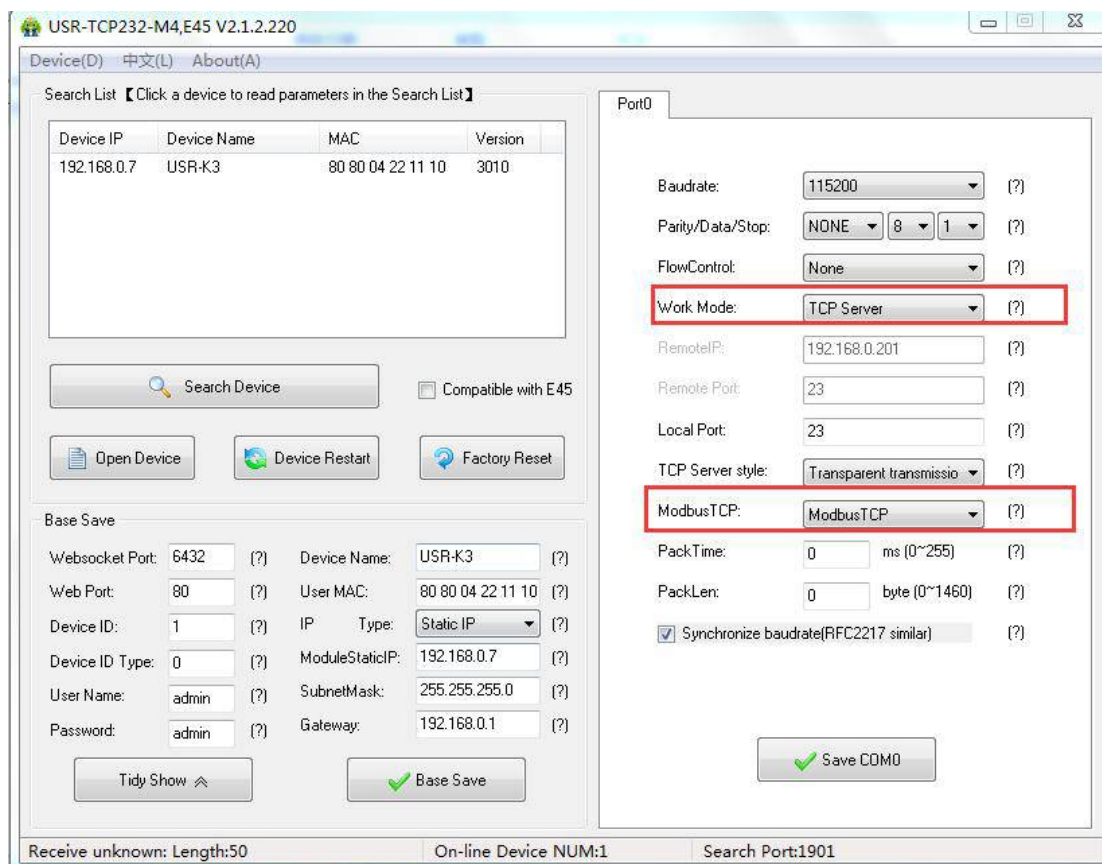 USR-TCP232-M4,E45 V2.1.2.220
Device(D) 中文(L) About(A)
Search List 【Click a device to read parameters in the Search List】
Device IP Device Name MAC Version
192.168.0.7 USR-K3 80 80 04 22 11 10 3010
Search Device
Compatible with E45
Open Device
Device Restart
Factory Reset
Base Save
Websocket Port: 6432 (?) Device Name: USR-K3 (?)
Web Port: 80 (?) User MAC: 80 80 04 22 11 10 (?)
Device ID: 1 (?) IP Type: Static IP (?)
Device ID Type: 0 (?) ModuleStaticIP: 192.168.0.7 (?)
User Name: admin (?) SubnetMask: 255.255.255.0 (?)
Password: admin (?) Gateway: 192.168.0.1 (?)
Tidy Show
Base Save
Port0
Baudrate: 115200 (?)
Parity/Data/Stop: NONE 8 1 (?)
FlowControl: None (?)
Work Mode: TCP Server (?)
RemoteIP: 192.168.0.201 (?)
Remote Port: 23 (?)
Local Port: 23 (?)
TCP Server style: Transparent transmissio (?)
ModbusTCP: ModbusTCP (?)
PackTime: 0 ms (0~255) (?)
PackLen: 0 byte (0~1460) (?)
Synchronize baudrate(RFC2217 similar) (?)
Save COM0
Receive unknown: Length:50 On-line Device NUM:1 Search Port:1901